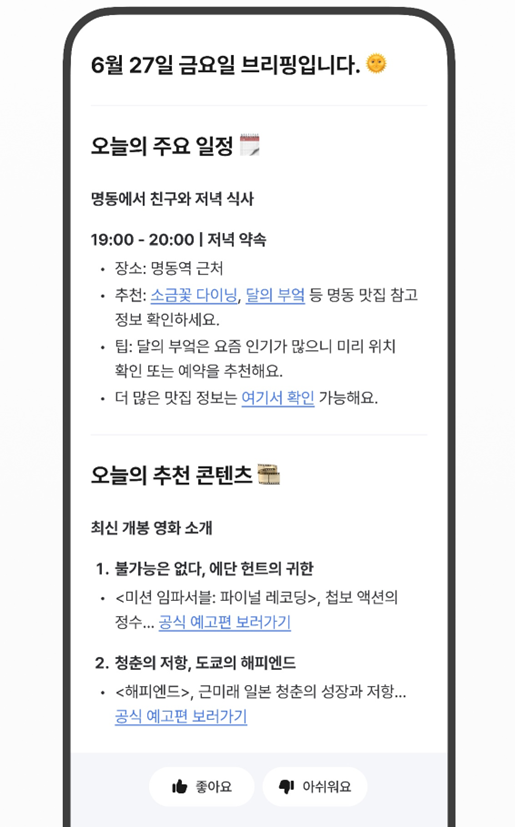 6월 27일 금요일 브리핑입니다. 🌞
오늘의 주요 일정 🗓️
명동에서 친구와 저녁 식사
19:00 - 20:00 | 저녁 약속
• 장소: 명동역 근처
• 추천: 소금꽃 다이닝, 달의 부엌 등 명동 맛집 참고
정보 확인하세요.
• 팁: 달의 부엌은 요즘 인기가 많으니 미리 위치
확인 또는 예약을 추천해요.
• 더 많은 맛집 정보는 여기서 확인 가능해요.
오늘의 추천 콘텐츠 🎞️
최신 개봉 영화 소개
1. 불가능은 없다, 에단 헌트의 귀한
• <미션 임파서블: 파이널 레코딩>, 첩보 액션의
정수... 공식 예고편 보러가기
2. 청춘의 저항, 도쿄의 해피엔드
• <해피엔드>, 근미래 일본 청춘의 성장과 저항...
공식 예고편 보러가기
좋아요
아쉬워요